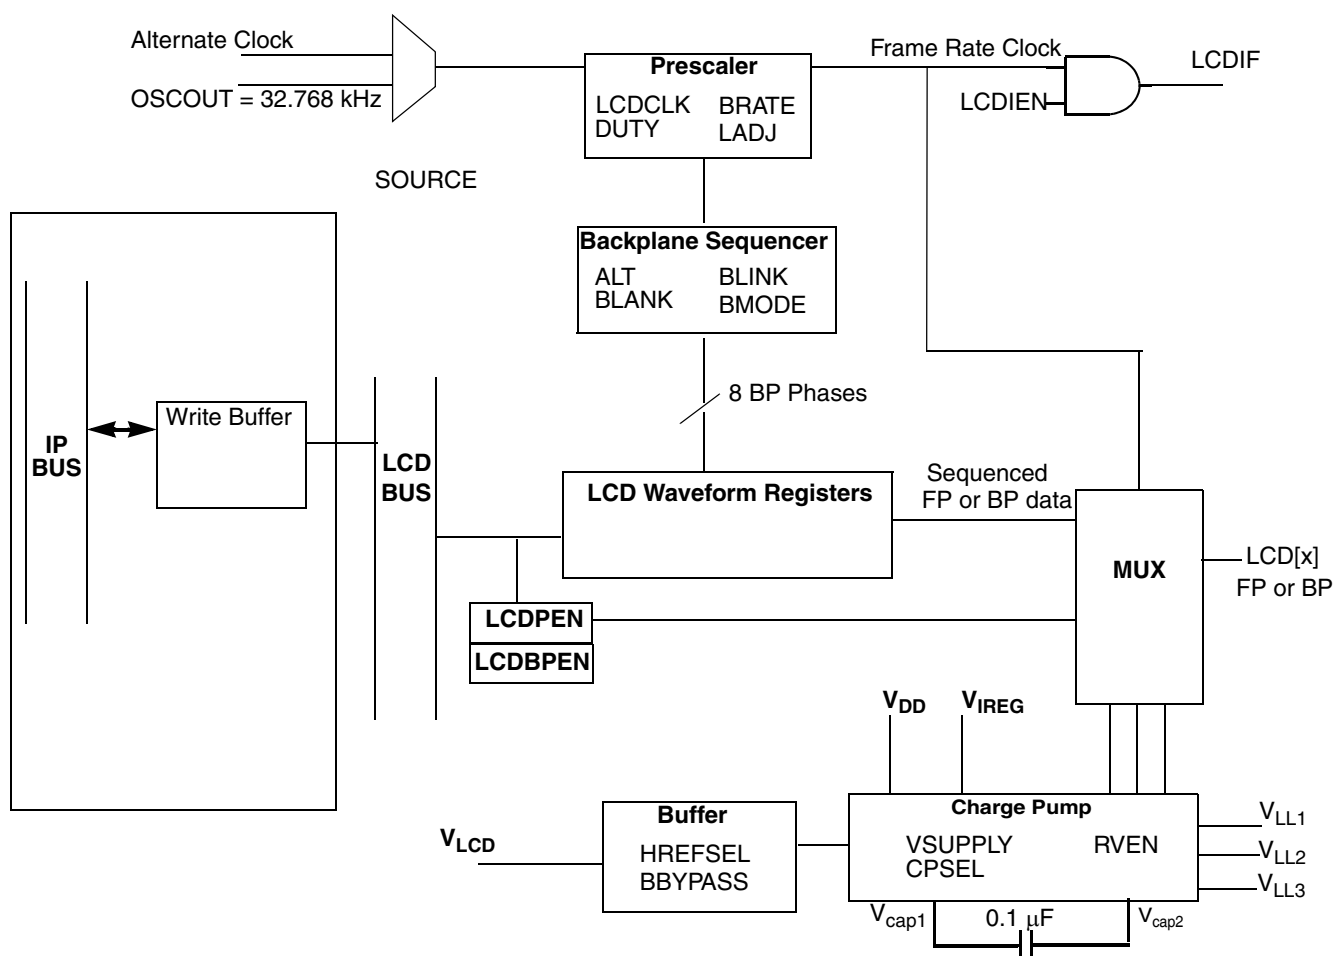 Alternate Clock
OSCOUT = 32.768 kHz
SOURCE
Prescaler
LCDCLK BRATE
DUTY LADJ
Frame Rate Clock
LCDIEN
LCDIF
Backplane Sequencer
ALT BLINK
BLANK BMODE
8 BP Phases
IP
BUS
Write Buffer
LCD
BUS
LCD Waveform Registers
Sequenced
FP or BP data
MUX
LCD[x]
FP or BP
LCDPEN
LCDBPEN
VDD
VIREG
VLCD
Buffer
HREFSEL
BBYPASS
Charge Pump
VSUPPLY RVEN
CPSEL
VLL1
VLL2
VLL3
Vcap1
0.1 μF
Vcap2